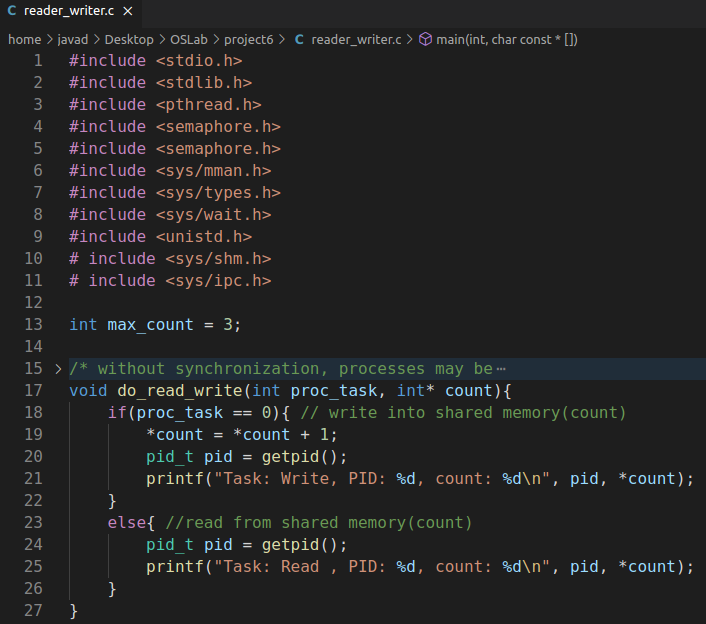 C reader_writer.c ×
home > javad > Desktop > OSLab > project6 > C reader_writer.c > main(int, char const * [])
1 #include <stdio.h>
2 #include <stdlib.h>
3 #include <pthread.h>
4 #include <semaphore.h>
5 #include <semaphore.h>
6 #include <sys/mman.h>
7 #include <sys/types.h>
8 #include <sys/wait.h>
9 #include <unistd.h>
10 # include <sys/shm.h>
11 # include <sys/ipc.h>
12
13 int max_count = 3;
14
15 > /* without synchronization, processes may be⋯
17 void do_read_write(int proc_task, int* count){
18     if(proc_task == 0){ // write into shared memory(count)
19         *count = *count + 1;
20         pid_t pid = getpid();
21         printf("Task: Write, PID: %d, count: %d\n", pid, *count);
22     }
23     else{ //read from shared memory(count)
24         pid_t pid = getpid();
25         printf("Task: Read , PID: %d, count: %d\n", pid, *count);
26     }
27 }